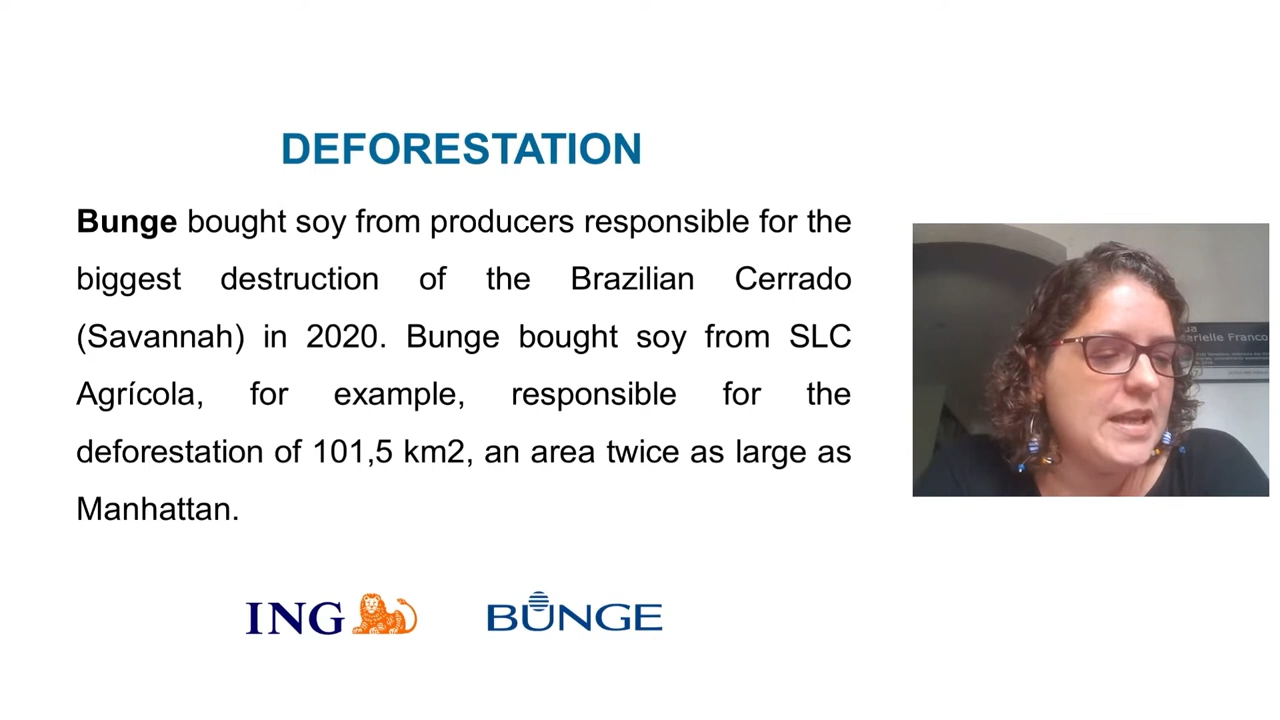 DEFORESTATION
Bunge bought soy from producers responsible for the
biggest destruction of the Brazilian Cerrado
(Savannah) in 2020. Bunge bought soy from SLC
Agrícola, for example, responsible for the
deforestation of 101,5 km2, an area twice as large as
Manhattan.
ING
BUNGE
Marielle Franco